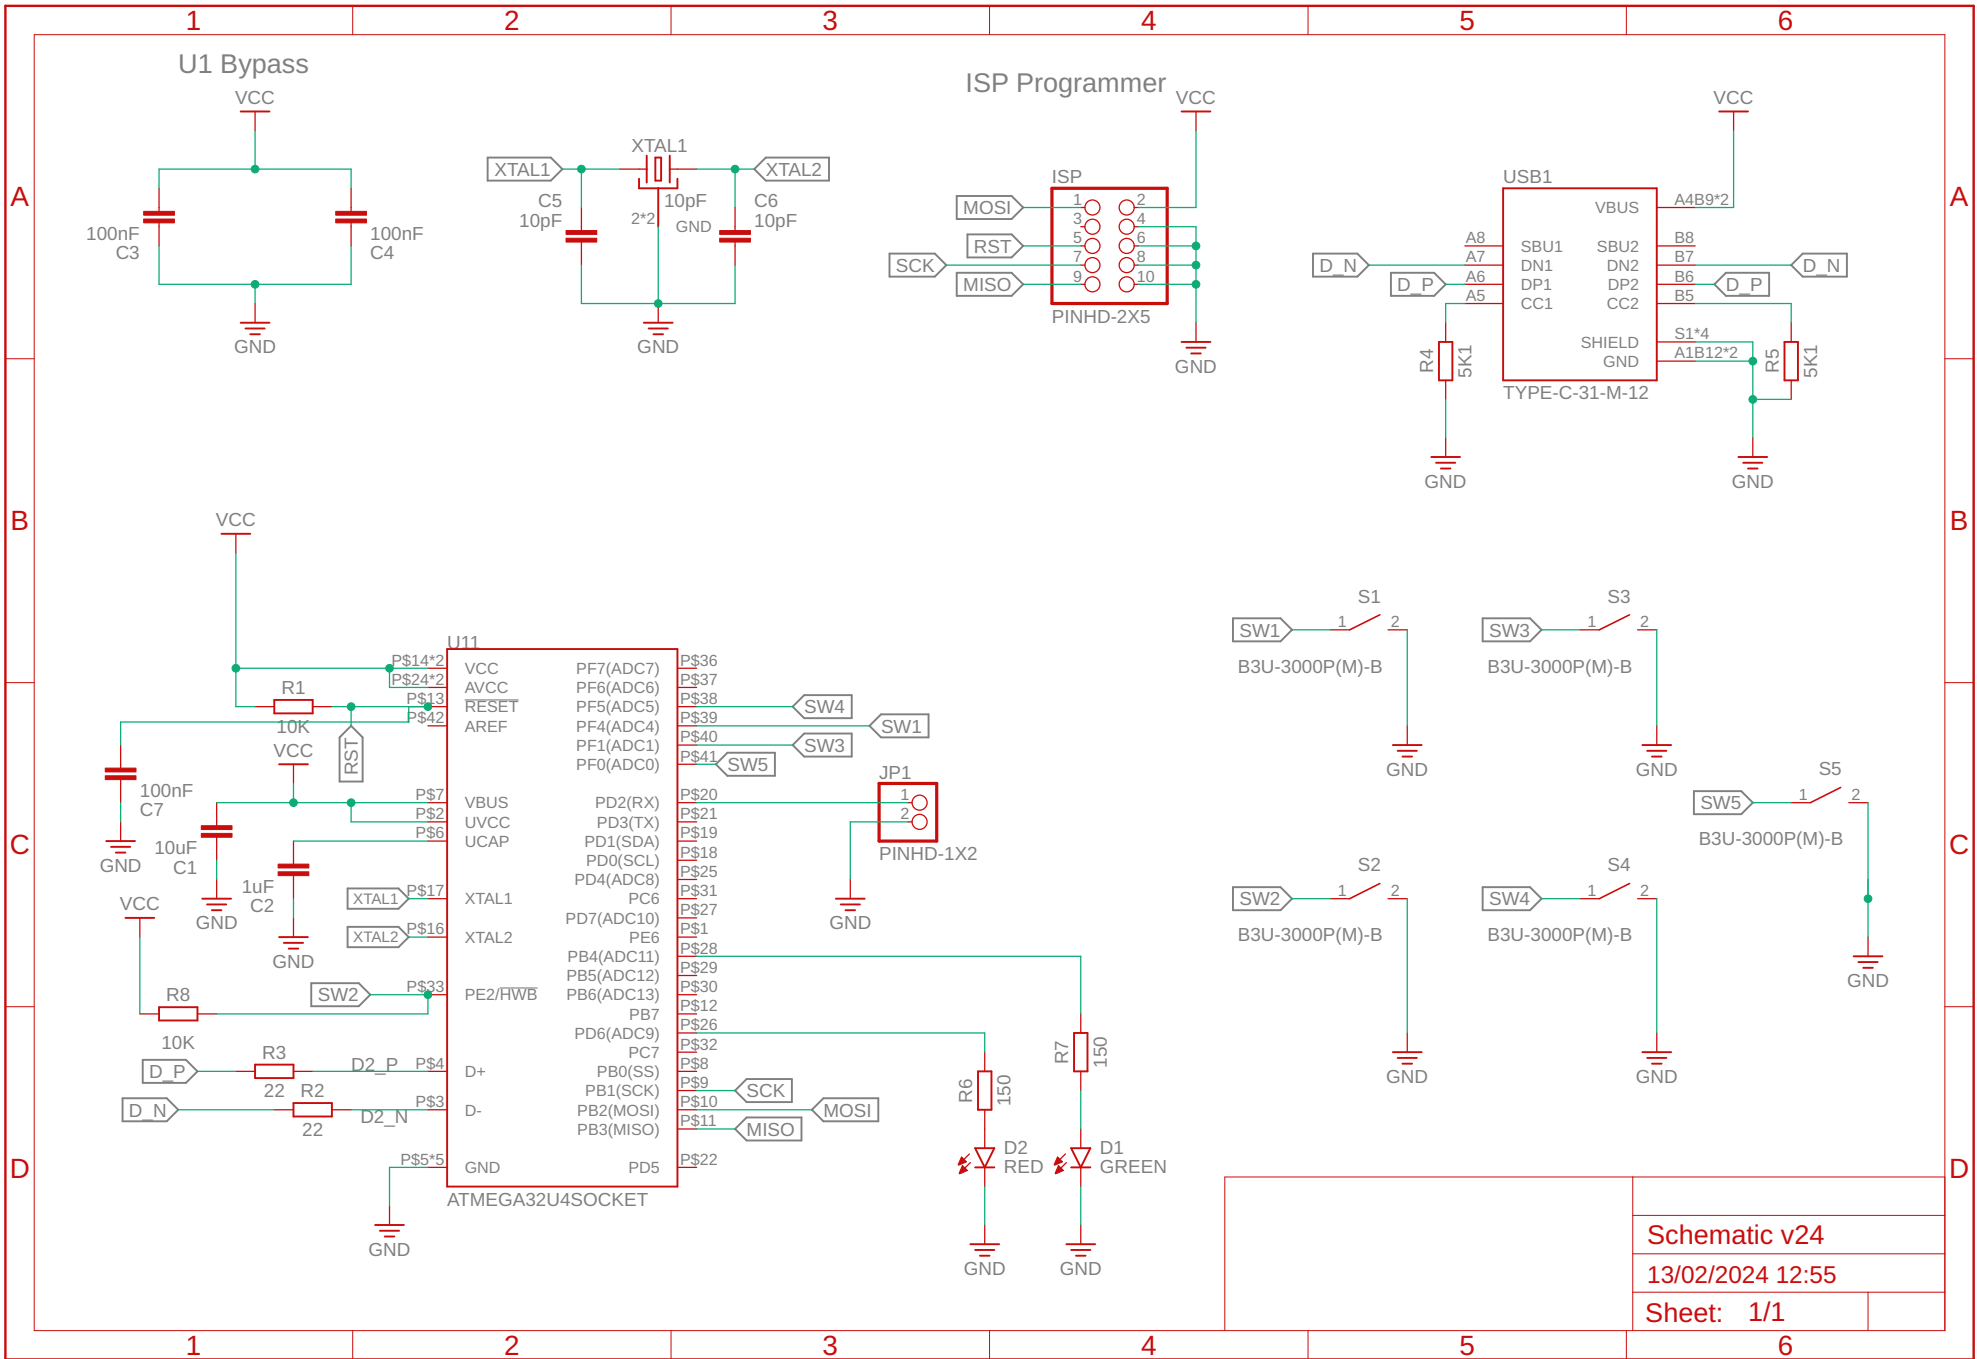 1 2 3 4 5 6
A
B
C
D
A
B
C
D
1 2 3 4 5 6
U1 Bypass
VCC
100nF
C3
100nF
C4
GND
XTAL1
XTAL1
XTAL2
C5
10pF
10pF
2*2
GND
C6
10pF
GND
ISP Programmer
VCC
ISP
MOSI
RST
SCK
MISO
1 2
3 4
5 6
7 8
9 10
PINHD-2X5
GND
VCC
USB1
VBUS A4B9*2
A8 SBU1 SBU2 B8
A7 DN1 DN2 B7
A6 DP1 DP2 B6
A5 CC1 CC2 B5
SHIELD S1*4
GND A1B12*2
D_N
D_P
D_N
D_P
R4
5K1
R5
5K1
TYPE-C-31-M-12
GND
GND
VCC
U11
P$14*2 VCC
P$24*2 AVCC
P$13 RESET
P$42 AREF
R1
10K
RST
VCC
100nF
C7
GND
P$7 VBUS
P$2 UVCC
P$6 UCAP
10uF
C1
GND
1uF
C2
GND
XTAL1 P$17 XTAL1
XTAL2 P$16 XTAL2
VCC
SW2 P$33 PE2/HWB
R8
10K
D_P
R3
22
D2_P P$4 D+
D_N
R2
22
D2_N P$3 D-
P$5*5 GND
GND
ATMEGA32U4SOCKET
PF7(ADC7) P$36
PF6(ADC6) P$37
PF5(ADC5) P$38 SW4
PF4(ADC4) P$39 SW1
PF1(ADC1) P$40 SW3
PF0(ADC0) P$41 SW5
PD2(RX) P$20
PD3(TX) P$21
PD1(SDA) P$19
PD0(SCL) P$18
PD4(ADC8) P$25
PC6 P$31
PD7(ADC10) P$27
PE6 P$1
PB4(ADC11) P$28
PB5(ADC12) P$29
PB6(ADC13) P$30
PB7 P$12
PD6(ADC9) P$26
PC7 P$32
PB0(SS) P$8
PB1(SCK) P$9 SCK
PB2(MOSI) P$10 MOSI
PB3(MISO) P$11 MISO
PD5 P$22
JP1
1
2
PINHD-1X2
GND
R6
150
D2
RED
GND
R7
150
D1
GREEN
GND
S1
SW1 1 2
B3U-3000P(M)-B
GND
S3
SW3 1 2
B3U-3000P(M)-B
GND
S5
SW5 1 2
B3U-3000P(M)-B
GND
S2
SW2 1 2
B3U-3000P(M)-B
GND
S4
SW4 1 2
B3U-3000P(M)-B
GND
Schematic v24
13/02/2024 12:55
Sheet: 1/1